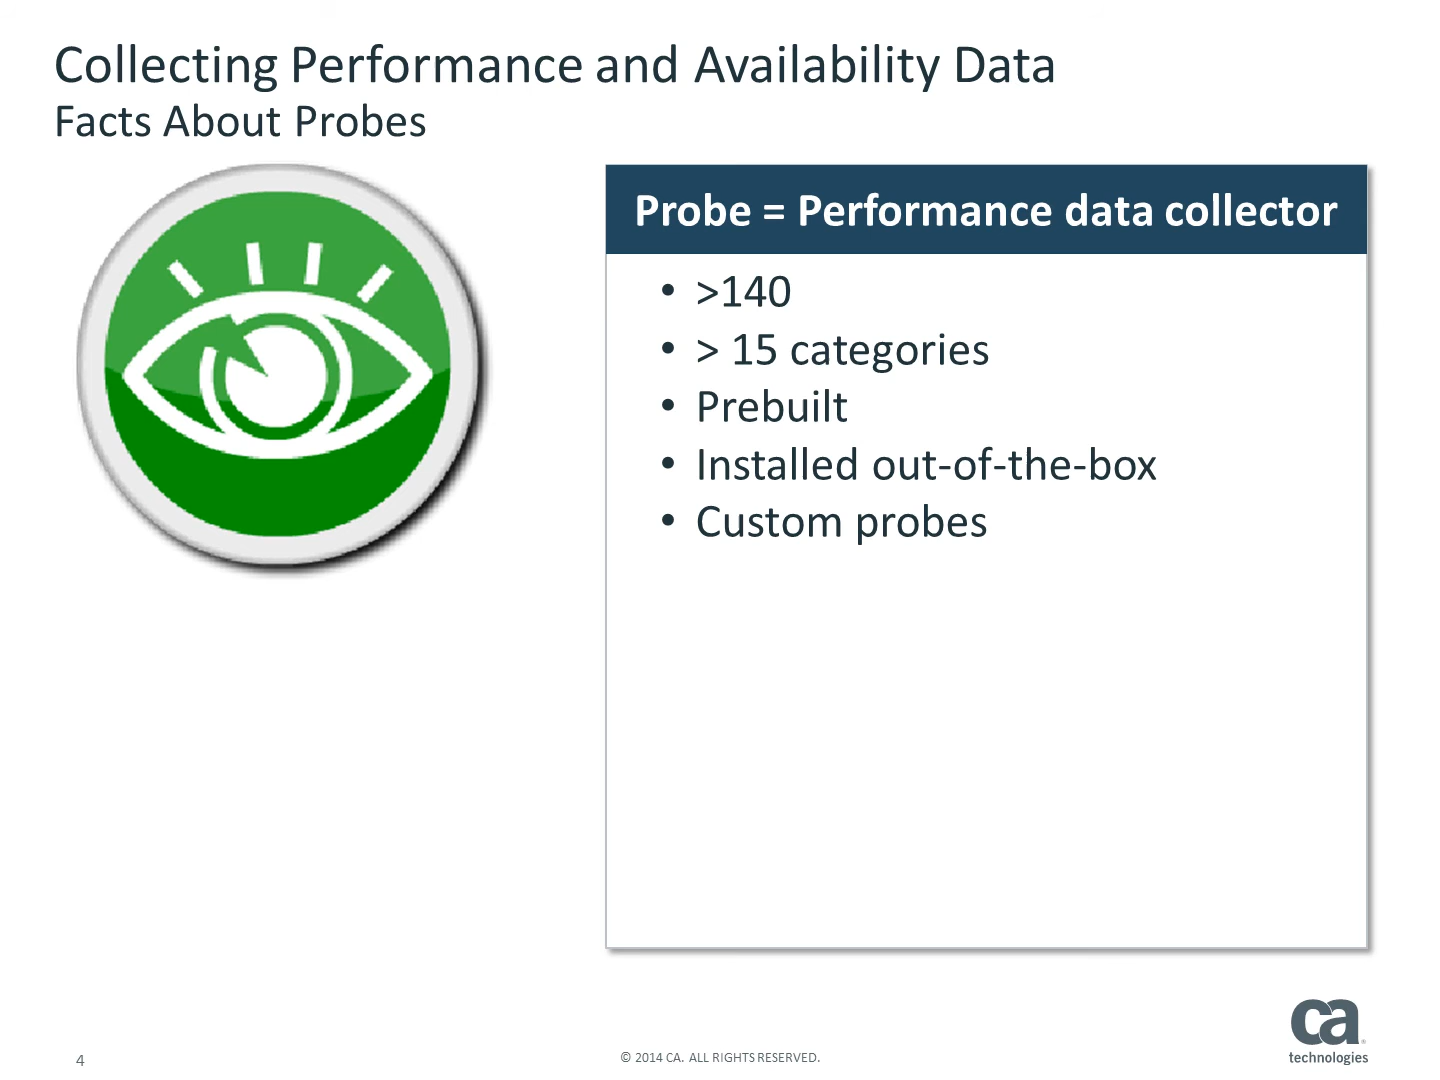 Collecting Performance and Availability Data
Facts About Probes
Probe = Performance data collector
• >140
• > 15 categories
• Prebuilt
• Installed out-of-the-box
• Custom probes
4
© 2014 CA. ALL RIGHTS RESERVED.
ca
technologies